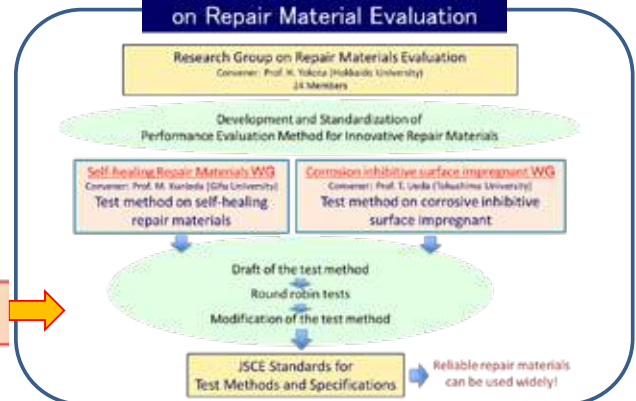 on Repair Material Evaluation
Research Group on Repair Materials Evaluation
Convener: Prof. H. Yokota (Hokkaido University)
24 Members
Development and Standardization of
Performance Evaluation Method for Innovative Repair Materials
Self-healing Repair Materials WG
Convener: Prof. M. Kunieda (Gifu University)
Test method on self-healing
repair materials
Corrosion inhibitive surface impregnant WG
Convener: Prof. T. Ueda (Tokushima University)
Test method on corrosive inhibitive
surface impregnant
Draft of the test method
Round robin tests
Modification of the test method
JSCE Standards for
Test Methods and Specifications
Reliable repair materials
can be used widely!